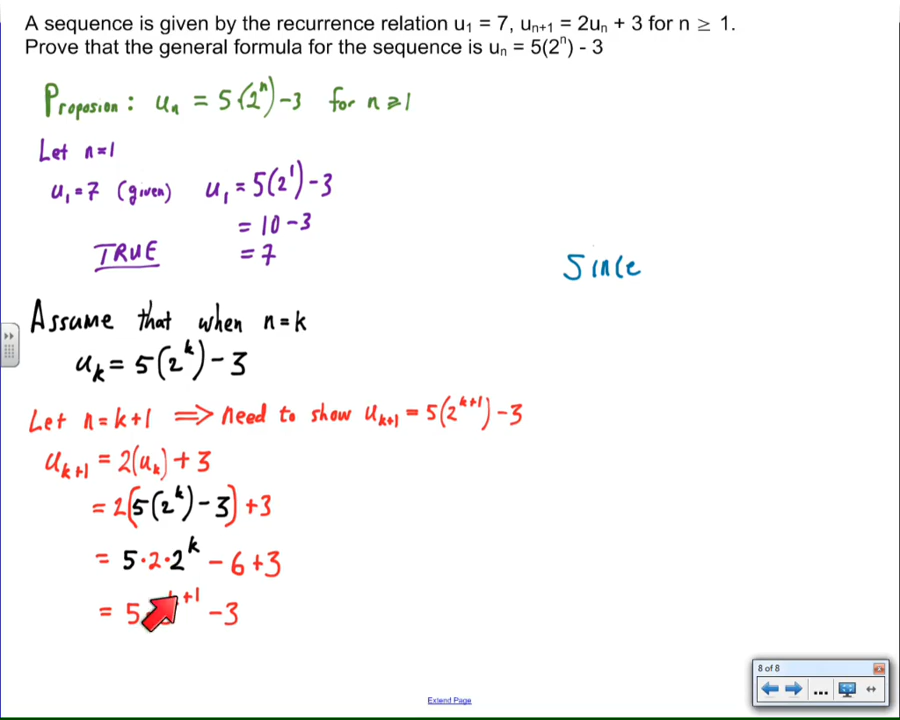 A sequence is given by the recurrence relation u₁ = 7, uₙ₊₁ = 2uₙ + 3 for n ≥ 1.
Prove that the general formula for the sequence is uₙ = 5(2ⁿ) - 3
Proposion: uₙ = 5(2ⁿ) - 3 for n ≥ 1
Let n=1
u₁ = 7 (given) u₁ = 5(2¹) - 3
= 10 - 3
TRUE = 7
Since
Assume that when n=k
uₖ = 5(2ᵏ) - 3
Let n = k+1 ⟹ need to show uₖ₊₁ = 5(2ᵏ⁺¹) - 3
uₖ₊₁ = 2(uₖ) + 3
= 2(5(2ᵏ) - 3) + 3
= 5·2·2ᵏ - 6 + 3
= 5 +1 - 3
8 of 8
...
Extend Page